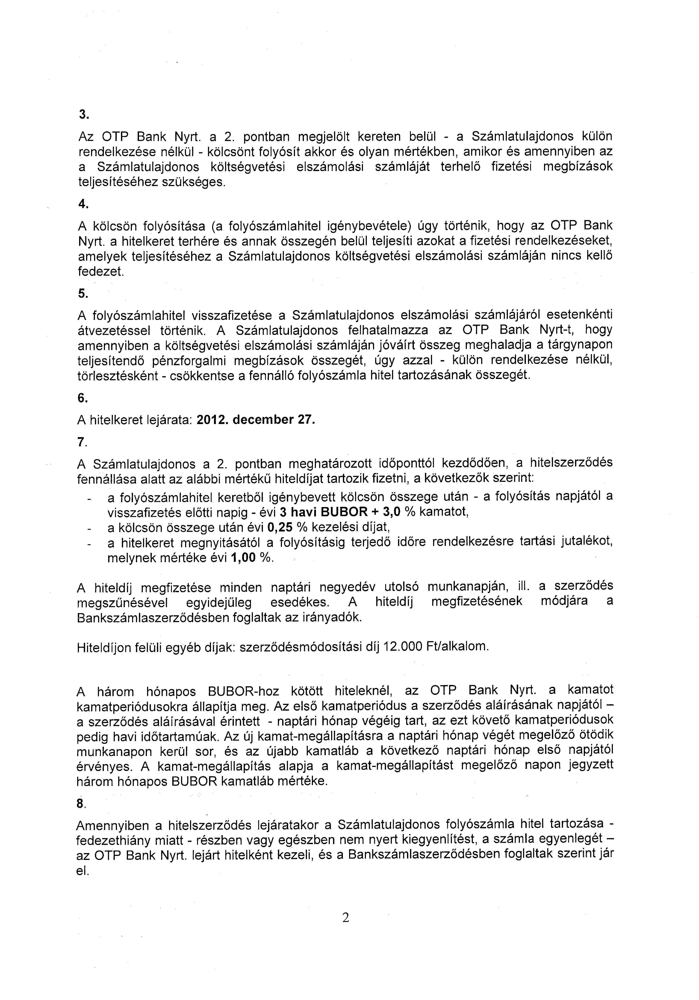 3.
Az OTP Bank Nyrt. a 2. pontban megjelölt kereten belül - a Számlatulajdonos külön
rendelkezése nélkül - kölcsönt folyósít akkor és olyan mértékben, amikor és amennyiben az
a Számlatulajdonos költségvetési elszámolási számláját terhelő fizetési megbízások
teljesítéséhez szükséges.
4.
A kölcsön folyósítása (a folyószámlahitel igénybevétele) úgy történik, hogy az OTP Bank
Nyrt. a hitelkeret terhére és annak összegén belül teljesíti azokat a fizetési rendelkezéseket,
amelyek teljesítéséhez a Számlatulajdonos költségvetési elszámolási számláján nincs kellő
fedezet.
5.
A folyószámlahitel visszafizetése a Számlatulajdonos elszámolási számlájáról esetenkénti
átvezetéssel történik. A Számlatulajdonos felhatalmazza az OTP Bank Nyrt-t, hogy
amennyiben a költségvetési elszámolási számláján jóváírt összeg meghaladja a tárgynapon
teljesítendő pénzforgalmi megbízások összegét, úgy azzal - külön rendelkezése nélkül,
törlesztésként - csökkentse a fennálló folyószámla hitel tartozásának összegét.
6.
A hitelkeret lejárata: 2012. december 27.
7.
A Számlatulajdonos a 2. pontban meghatározott időponttól kezdődően, a hitelszerződés
fennállása alatt az alábbi mértékű hiteldíjat tartozik fizetni, a következők szerint:
- a folyószámlahitel keretből igénybevett kölcsön összege után - a folyósítás napjától a
visszafizetés előtti napig - évi 3 havi BUBOR + 3,0 % kamatot,
- a kölcsön összege után évi 0,25 % kezelési díjat,
- a hitelkeret megnyitásától a folyósításig terjedő időre rendelkezésre tartási jutalékot,
melynek mértéke évi 1,00 %.
A hiteldíj megfizetése minden naptári negyedév utolsó munkanapján, ill. a szerződés
megszűnésével egyidejűleg esedékes. A hiteldíj megfizetésének módjára a
Bankszámlaszerződésben foglaltak az irányadók.
Hiteldíjon felüli egyéb díjak: szerződésmódosítási díj 12.000 Ft/alkalom.
A három hónapos BUBOR-hoz kötött hiteleknél, az OTP Bank Nyrt. a kamatot
kamatperiódusokra állapítja meg. Az első kamatperiódus a szerződés aláírásának napjától –
a szerződés aláírásával érintett - naptári hónap végéig tart, az ezt követő kamatperiódusok
pedig havi időtartamúak. Az új kamat-megállapításra a naptári hónap végét megelőző ötödik
munkanapon kerül sor, és az újabb kamatláb a következő naptári hónap első napjától
érvényes. A kamat-megállapítás alapja a kamat-megállapítást megelőző napon jegyzett
három hónapos BUBOR kamatláb mértéke.
8.
Amennyiben a hitelszerződés lejáratakor a Számlatulajdonos folyószámla hitel tartozása -
fedezethiány miatt - részben vagy egészben nem nyert kiegyenlítést, a számla egyenlegét –
az OTP Bank Nyrt. lejárt hitelként kezeli, és a Bankszámlaszerződésben foglaltak szerint jár
el.
2